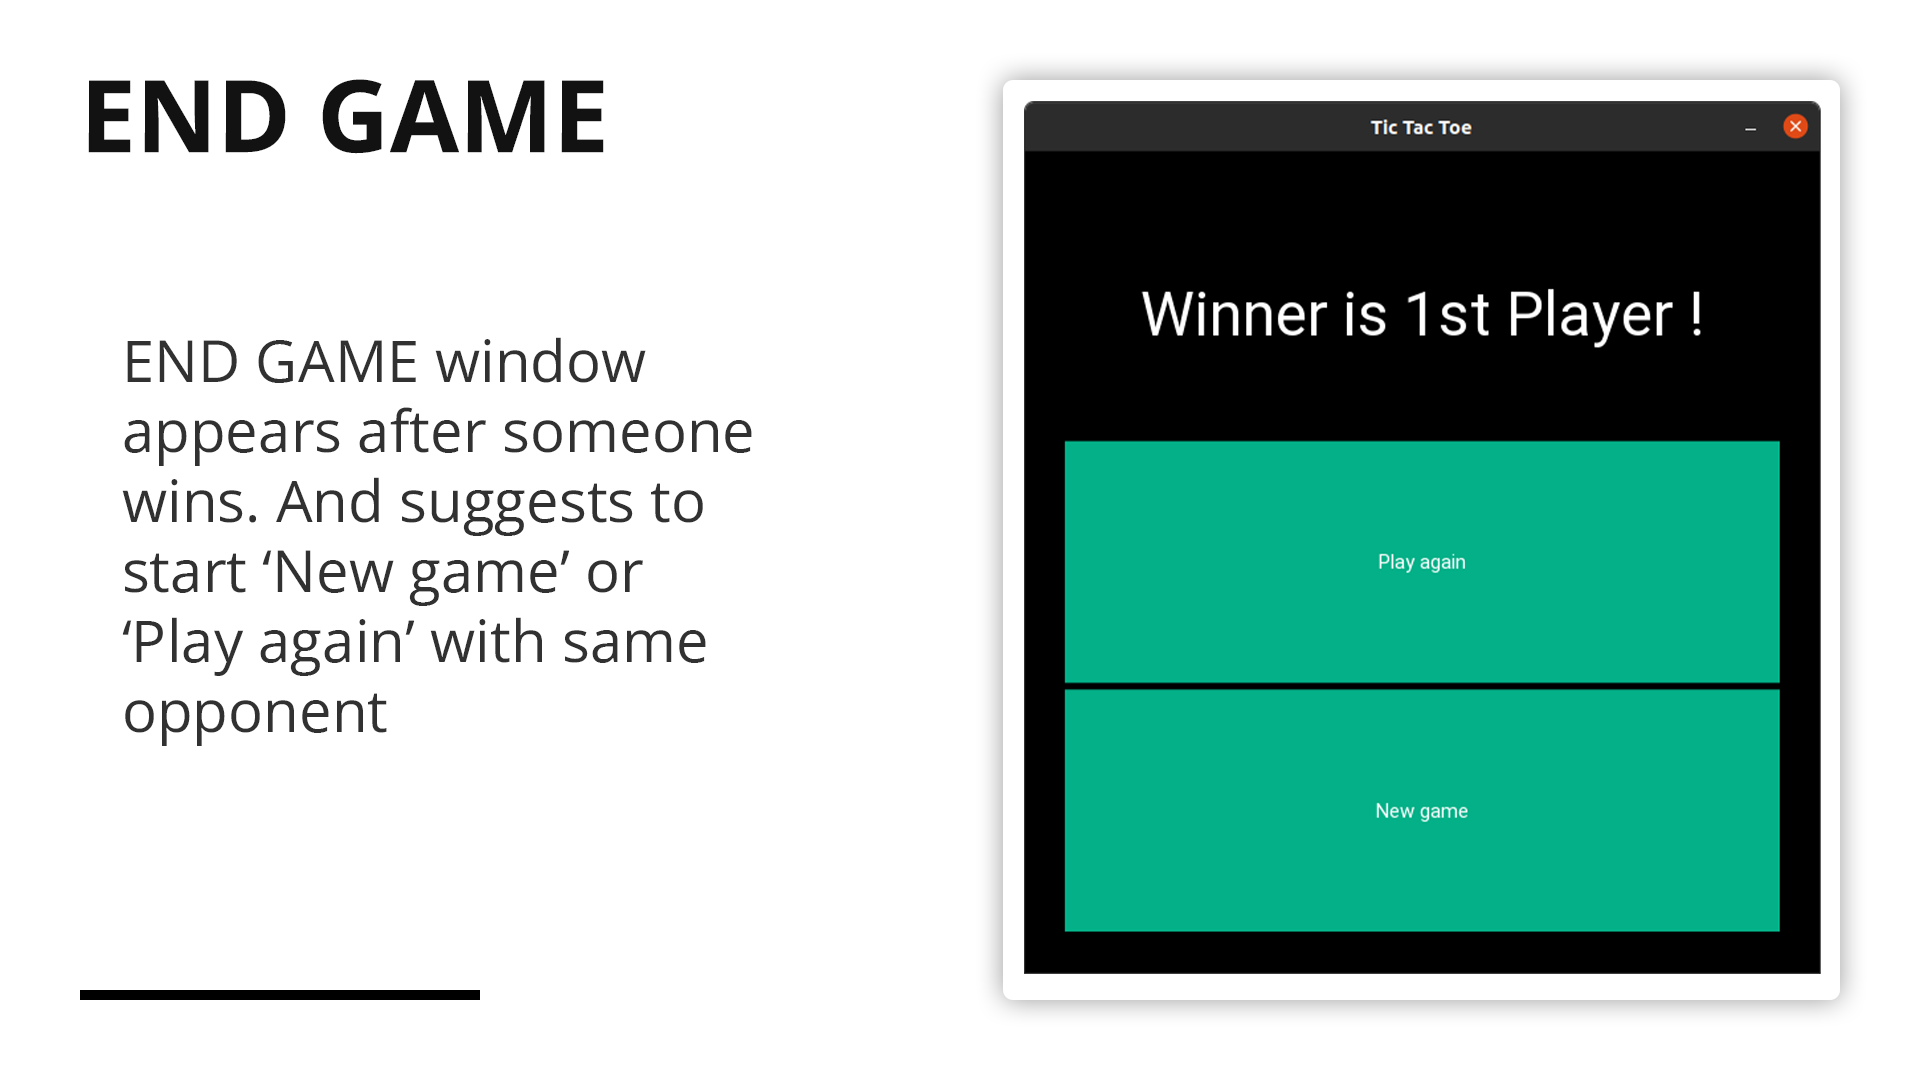 END GAME
END GAME window
appears after someone
wins. And suggests to
start ‘New game’ or
‘Play again’ with same
opponent
Tic Tac Toe
Winner is 1st Player !
Play again
New game